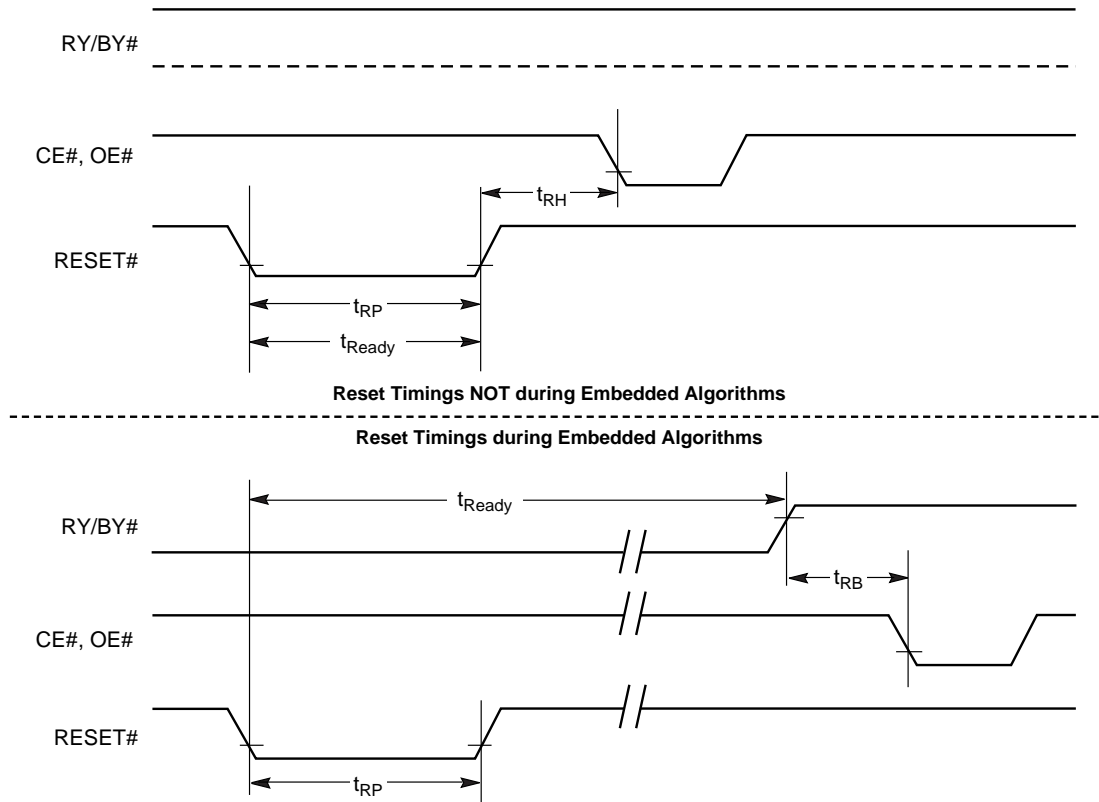 RY/BY#
CE#, OE#
tRH
RESET#
tRP
tReady
Reset Timings NOT during Embedded Algorithms
Reset Timings during Embedded Algorithms
tReady
RY/BY#
tRB
CE#, OE#
RESET#
tRP